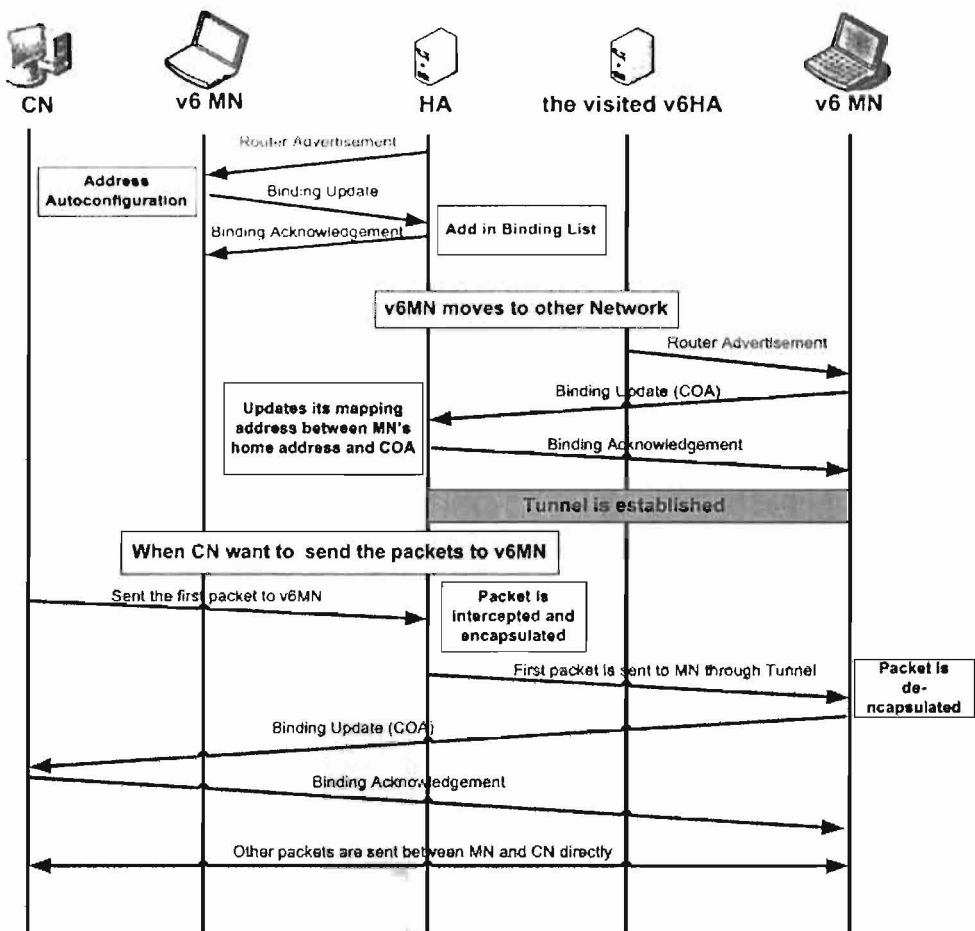 CN
v6 MN
HA
the visited v6HA
v6 MN
Router Advertisement
Address
Autoconfiguration
Binding Update
Binding Acknowledgement
Add in Binding List
v6MN moves to other Network
Router Advertisement
Binding Update (COA)
Updates its mapping
address between MN's
home address and COA
Binding Acknowledgement
Tunnel is established
When CN want to send the packets to v6MN
Sent the first packet to v6MN
Packet is
intercepted and
encapsulated
First packet is sent to MN through Tunnel
Packet is
de-
ncapsulated
Binding Update (COA)
Binding Acknowledgement
Other packets are sent between MN and CN directly